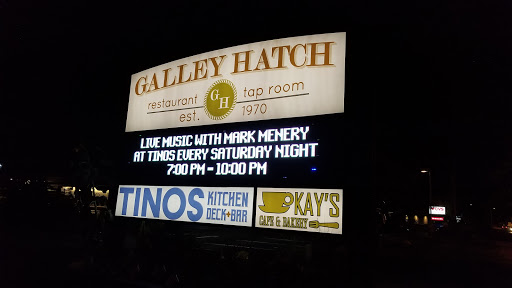 GALLEY HATCH
restaurant GH tap room
est. 1970
LIVE MUSIC WITH MARK MENERY
AT TINOS EVERY SATURDAY NIGHT
7:00 PM - 10:00 PM
TINOS KITCHEN
DECK+BAR
KAY'S
CAFE & BAKERY